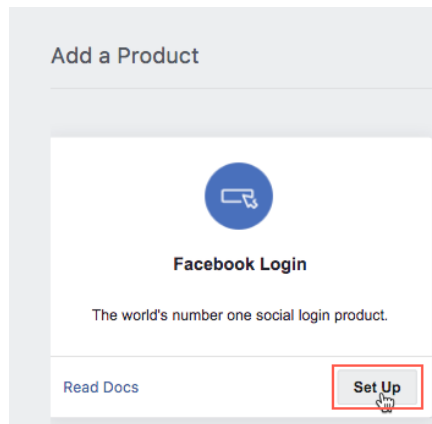 Add a Product
Facebook Login
The world's number one social login product.
Read Docs
Set Up